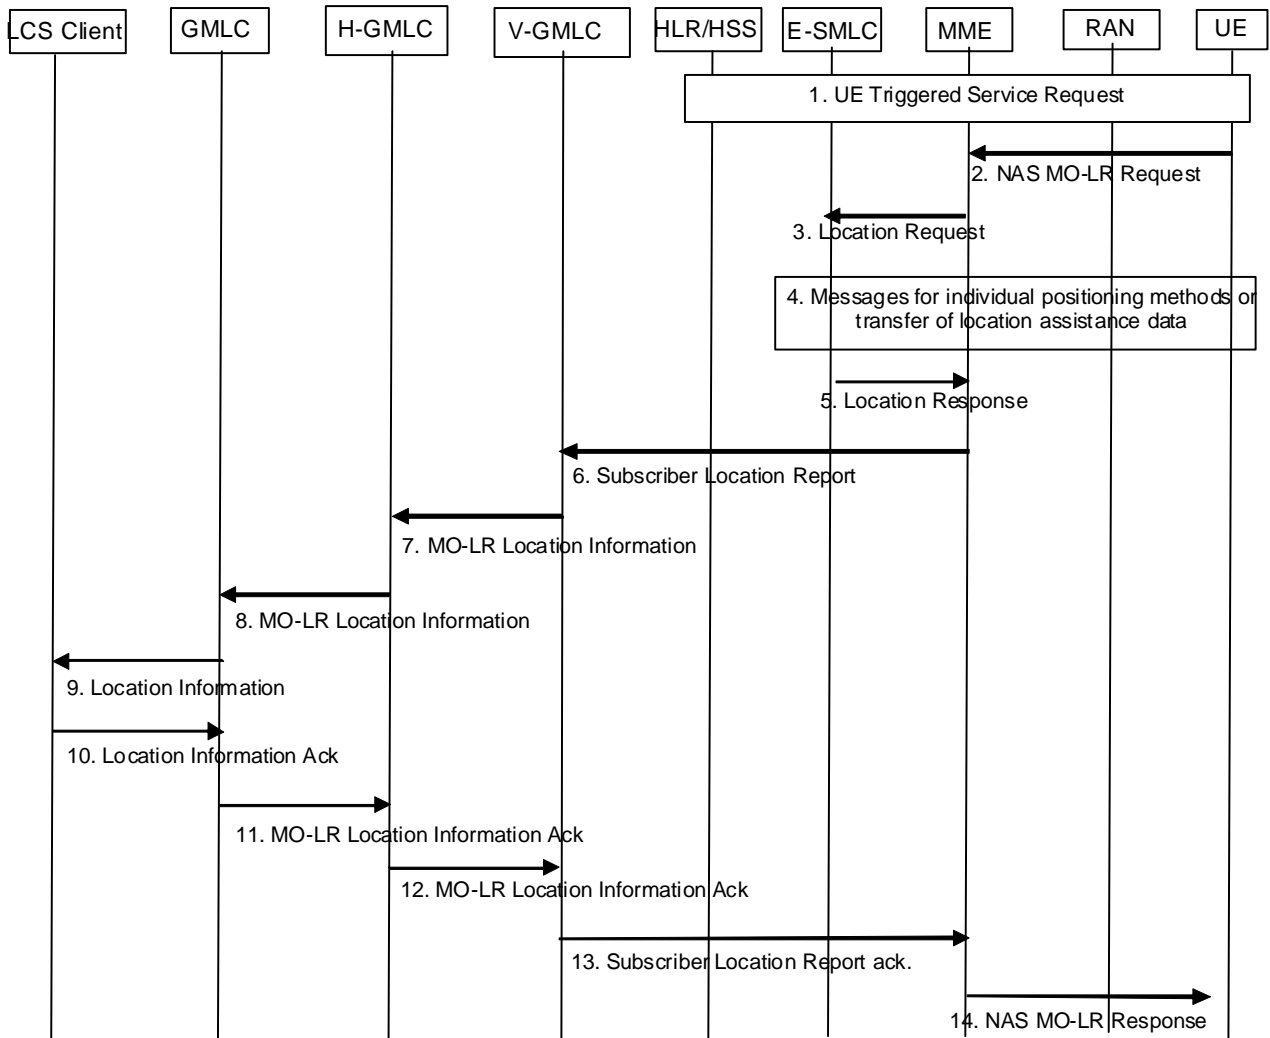 LCS Client
GMLC
H-GMLC
V-GMLC
HLR/HSS
E-SMLC
MME
RAN
UE
1. UE Triggered Service Request
2. NAS MO-LR Request
3. Location Request
4. Messages for individual positioning methods or
transfer of location assistance data
5. Location Response
6. Subscriber Location Report
7. MO-LR Location Information
8. MO-LR Location Information
9. Location Information
10. Location Information Ack
11. MO-LR Location Information Ack
12. MO-LR Location Information Ack
13. Subscriber Location Report ack.
14. NAS MO-LR Response